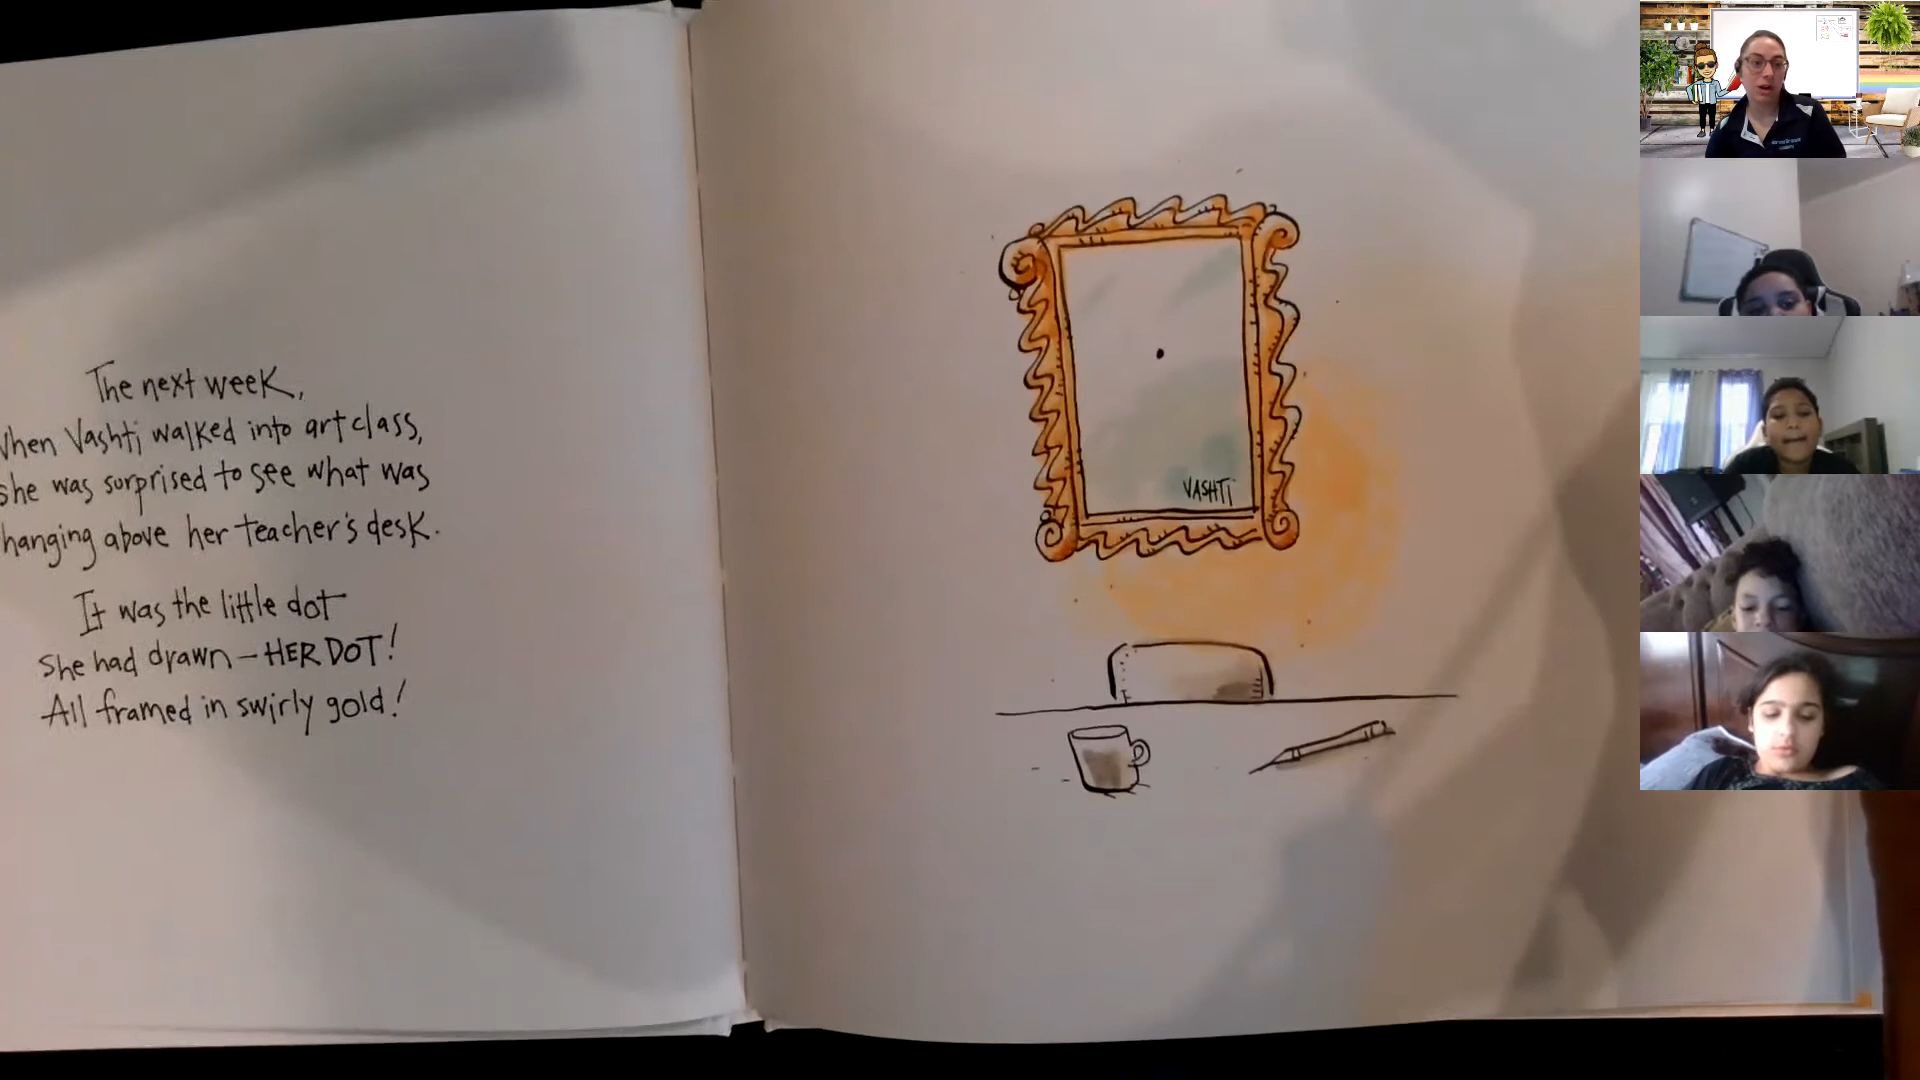 The next week,
When Vashti walked into art class,
she was surprised to see what was
hanging above her teacher's desk.
It was the little dot
she had drawn – HER DOT!
All framed in swirly gold!
VASHTI